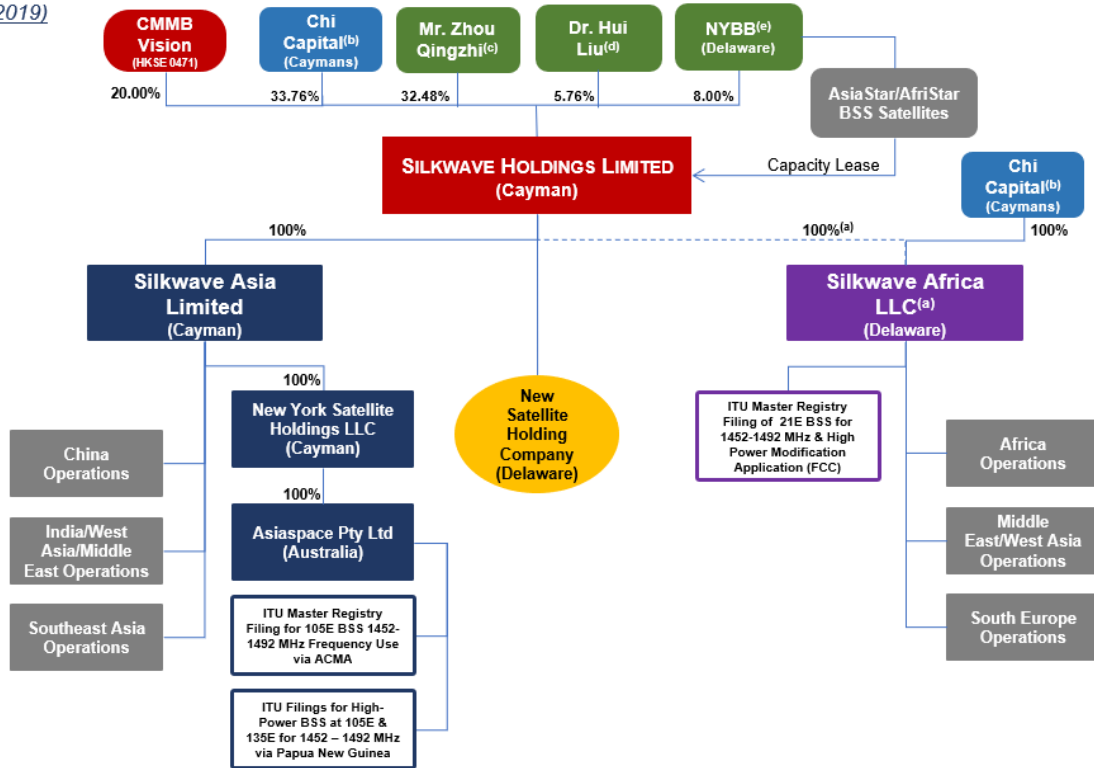 2019)
CMMB
Vision
(HKSE 0471)
Chi
Capital(b)
(Caymans)
Mr. Zhou
Qingzhi(c)
Dr. Hui
Liu(d)
NYBB(e)
(Delaware)
20.00%
33.76%
32.48%
5.76%
8.00%
AsiaStar/AfriStar
BSS Satellites
SILKWAVE HOLDINGS LIMITED
(Cayman)
Capacity Lease
Chi
Capital(b)
(Caymans)
100%
100%(a)
100%
Silkwave Asia
Limited
(Cayman)
Silkwave Africa
LLC(a)
(Delaware)
100%
New York Satellite
Holdings LLC
(Cayman)
New
Satellite
Holding
Company
(Delaware)
ITU Master Registry
Filing of 21E BSS for
1452-1492 MHz & High
Power Modification
Application (FCC)
China
Operations
Africa
Operations
100%
Asiaspace Pty Ltd
(Australia)
India/West
Asia/Middle
East Operations
Middle
East/West Asia
Operations
ITU Master Registry
Filing for 105E BSS 1452-
1492 MHz Frequency Use
via ACMA
Southeast Asia
Operations
South Europe
Operations
ITU Filings for High-
Power BSS at 105E &
135E for 1452 – 1492 MHz
via Papua New Guinea